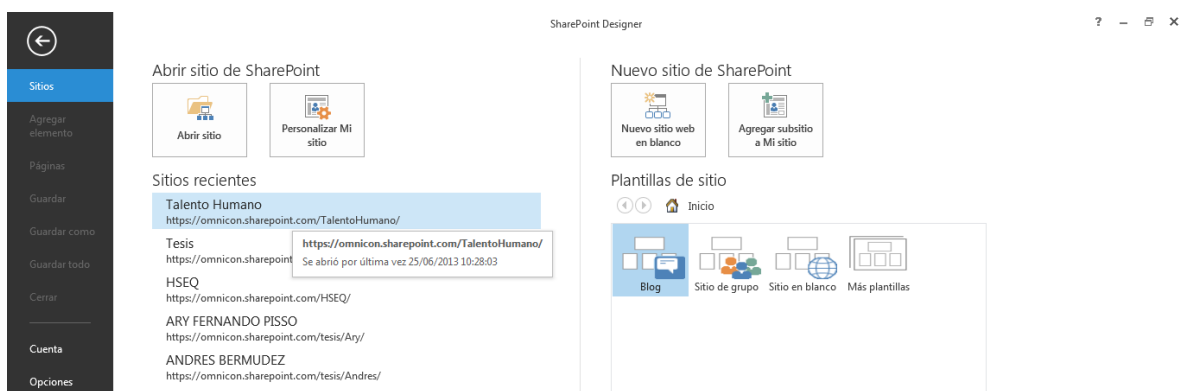 SharePoint Designer
?
Sitios
Agregar
elemento
Páginas
Guardar
Guardar como
Guardar todo
Cerrar
Cuenta
Opciones
Abrir sitio de SharePoint
Abrir sitio
Personalizar Mi
sitio
Sitios recientes
Talento Humano
https://omnicon.sharepoint.com/TalentoHumano/
Tesis
https://omnicon.sharepoint
https://omnicon.sharepoint.com/TalentoHumano/
Se abrió por última vez 25/06/2013 10:28:03
HSEQ
https://omnicon.sharepoint.com/HSEQ/
ARY FERNANDO PISSO
https://omnicon.sharepoint.com/tesis/Ary/
ANDRES BERMUDEZ
https://omnicon.sharepoint.com/tesis/Andres/
Nuevo sitio de SharePoint
Nuevo sitio web
en blanco
Agregar subsitio
a Mi sitio
Plantillas de sitio
Inicio
Blog
Sitio de grupo
Sitio en blanco
Más plantillas